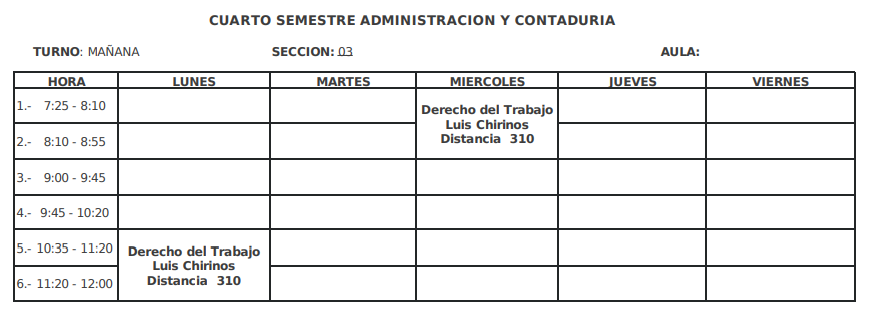 CUARTO SEMESTRE ADMINISTRACION Y CONTADURIA
TURNO: MAÑANA SECCION: 03 AULA:
HORA LUNES MARTES MIERCOLES JUEVES VIERNES
1.- 7:25 - 8:10
Derecho del Trabajo
Luis Chirinos
Distancia 310
2.- 8:10 - 8:55
3.- 9:00 - 9:45
4.- 9:45 - 10:20
5.- 10:35 - 11:20
Derecho del Trabajo
Luis Chirinos
Distancia 310
6.- 11:20 - 12:00